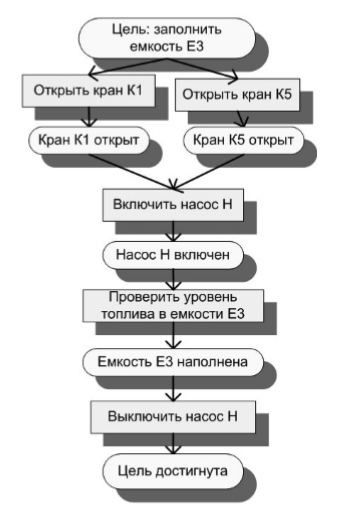 Цель: заполнить
емкость Е3
Открыть кран К1
Открыть кран К5
Кран К1 открыт
Кран К5 открыт
Включить насос Н
Насос Н включен
Проверить уровень
топлива в емкости Е3
Емкость Е3 наполнена
Выключить насос Н
Цель достигнута